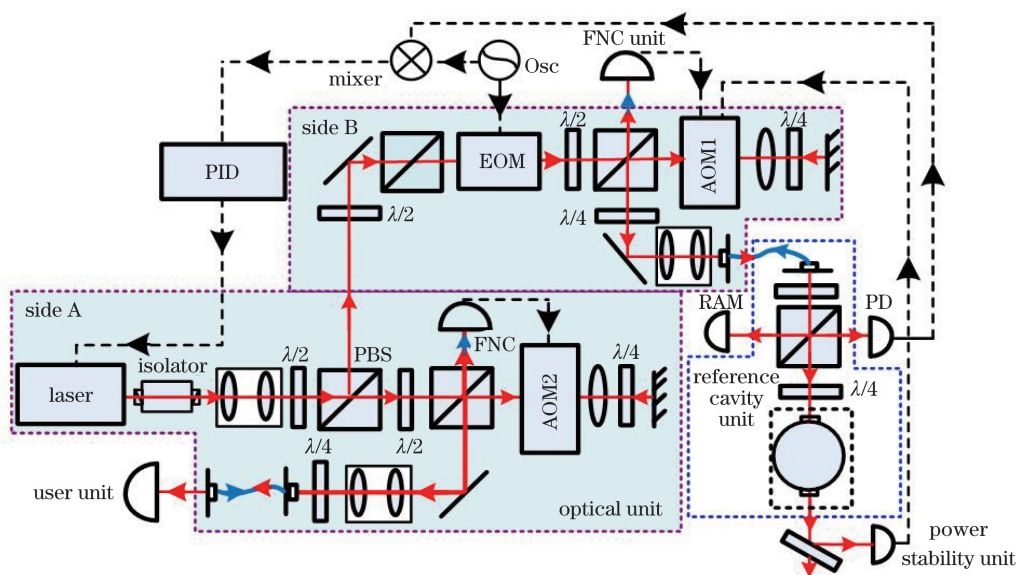 FNC unit
mixer
Osc
side B
λ/2
λ/4
PID
EOM
AOM1
λ/2
λ/4
side A
RAM
PD
FNC
isolator
λ/2
PBS
λ/4
laser
AOM2
reference
cavity
unit
λ/4
λ/4
λ/2
user unit
optical unit
power
stability unit